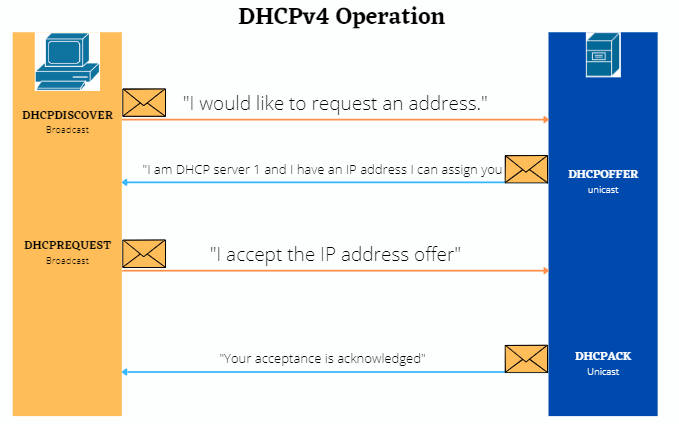 DHCPv4 Operation
"I would like to request an address."
DHCPDISCOVER
Broadcast
"I am DHCP server 1 and I have an IP address I can assign you
DHCPOFFER
unicast
DHCPREQUEST
Broadcast
"I accept the IP address offer"
"Your acceptance is acknowledged"
DHCPACK
Unicast